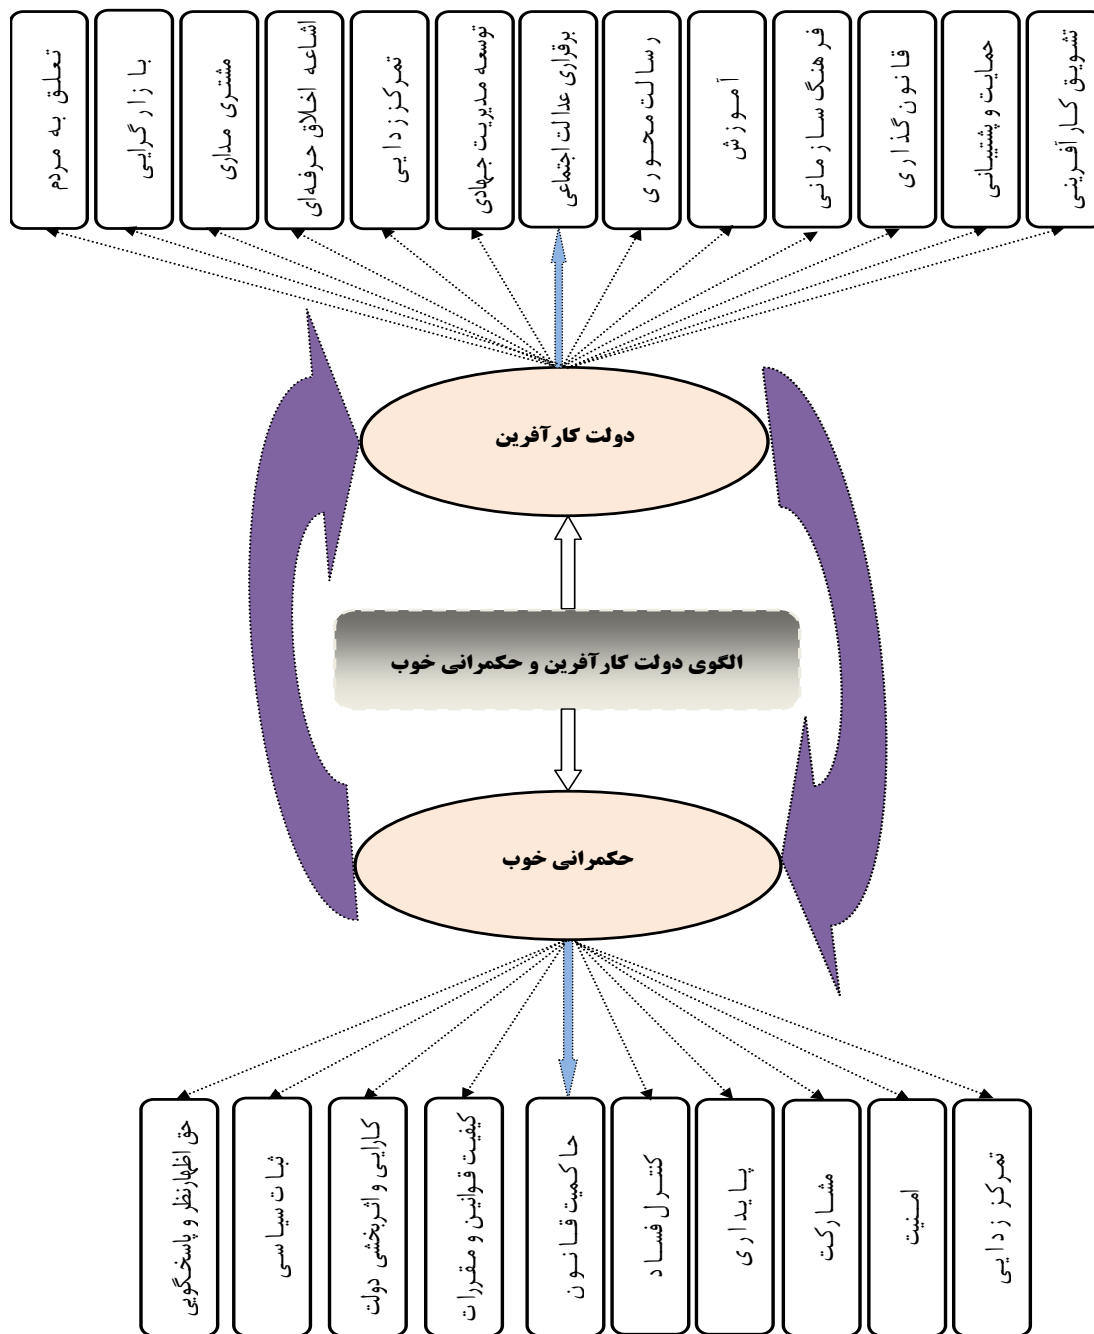 تشویق کارآفرینی
حمایت و پشتیبانی
قانون‌گذاری
فرهنگ سازمانی
آموزش
رسالت محوری
برقراری عدالت اجتماعی
توسعه مدیریت جهادی
تمرکززدایی
اشاعه اخلاق حرفه‌ای
مشتری مداری
بازارگرایی
تعلق به مردم
دولت کارآفرین
الگوی دولت کارآفرین و حکمرانی خوب
حکمرانی خوب
تمرکز زدایی
امنیت
مشارکت
پایداری
کنترل فساد
حاکمیت قانون
کیفیت قوانین و مقررات
کارایی و اثربخشی دولت
ثبات سیاسی
حق اظهارنظر و پاسخگویی